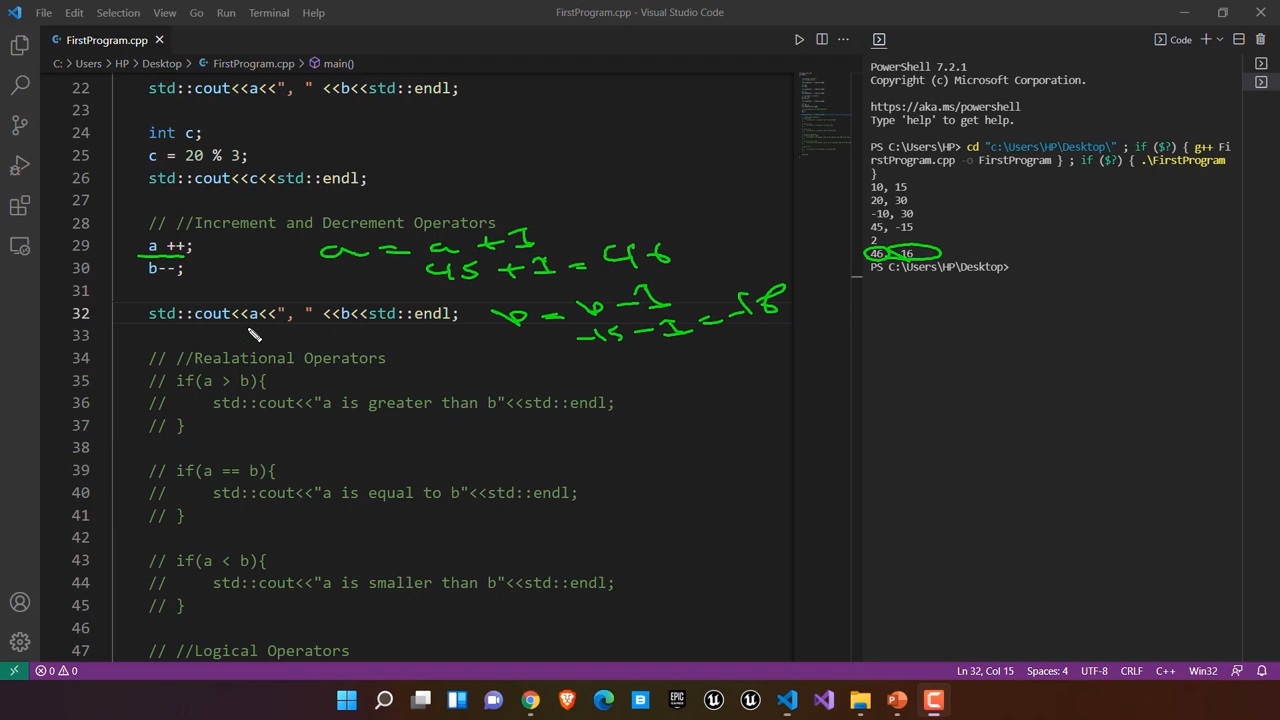 File Edit Selection View Go Run Terminal Help
FirstProgram.cpp - Visual Studio Code
FirstProgram.cpp
C: > Users > HP > Desktop > FirstProgram.cpp > main()
22 std::cout<<a<<", " <<b<<std::endl;
23
24 int c;
25 c = 20 % 3;
26 std::cout<<c<<std::endl;
27
28 // //Increment and Decrement Operators
29 a ++;
a = a + 1
30 b--;
45 + 1 = 46
31
b = b - 1
32 std::cout<<a<<", " <<b<<std::endl;
-15 - 1 = -16
33
34 // //Realational Operators
35 // if(a > b){
36 // std::cout<<"a is greater than b"<<std::endl;
37 // }
38
39 // if(a == b){
40 // std::cout<<"a is equal to b"<<std::endl;
41 // }
42
43 // if(a < b){
44 // std::cout<<"a is smaller than b"<<std::endl;
45 // }
46
47 // //Logical Operators
Code
PowerShell 7.2.1
Copyright (c) Microsoft Corporation.
https://aka.ms/powershell
Type 'help' to get help.
PS C:\Users\HP> cd "c:\Users\HP\Desktop\" ; if ($?) { g++ Fi
rstProgram.cpp -o FirstProgram } ; if ($?) { .\FirstProgram
}
10, 15
20, 30
-10, 30
45, -15
2
46, -16
PS C:\Users\HP\Desktop>
0 0
Ln 32, Col 15 Spaces: 4 UTF-8 CRLF C++ Win32
EPIC
GAMES